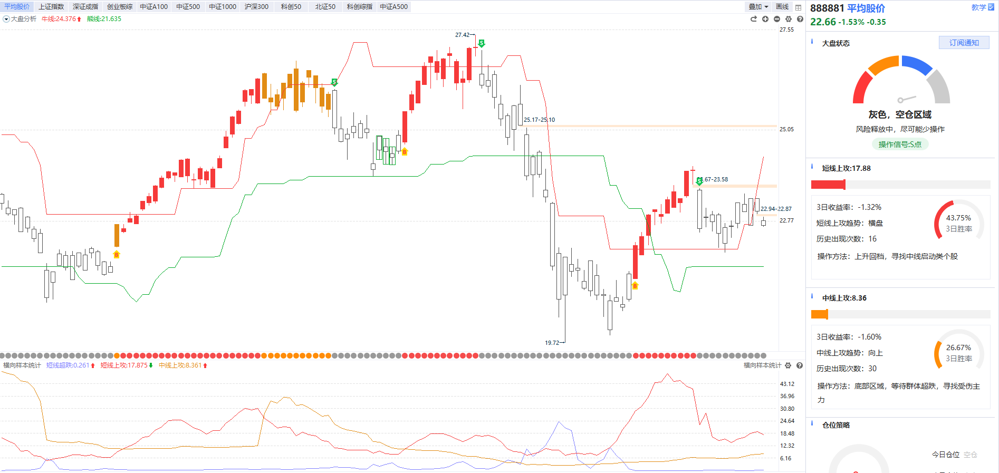 平均股价 上证指数 深证成指 创业板综 中证A100 中证500 中证1000 沪深300 科创50 北证50 科创综指 中证A500 叠加 画线
大盘分析 牛线:24.376 熊线:21.635
27.55
27.42
25.17-25.10
25.05
S
S
S
B
B
B
23.58
22.94-22.87
22.77
19.72
横向样本统计 短线超跌:0.261 短线上攻:17.875 中线上攻:8.361
横向样本统计
43.12
36.96
30.80
24.64
18.48
12.32
6.16
888881 平均股价 教学
22.66 -1.53% -0.35
大盘状态 订阅通知
灰色，空仓区域
风险释放中，尽可能少操作
操作信号:S点
短线上攻:17.88
3日收益率：-1.32%
短线上攻趋势：横盘
历史出现次数：16
43.75%
3日胜率
操作方法：上升回档，寻找中线启动类个股
中线上攻:8.36
3日收益率：-1.60%
中线上攻趋势：向上
历史出现次数：30
26.67%
3日胜率
操作方法：底部区域，等待群体超跌，寻找受伤主
力
仓位策略
今日仓位 空仓